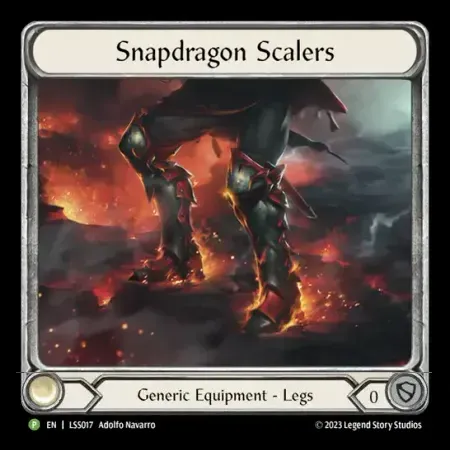 Snapdragon Scalers
Generic Equipment - Legs
0
P EN | LSS017 Adolfo Navarro © 2023 Legend Story Studios